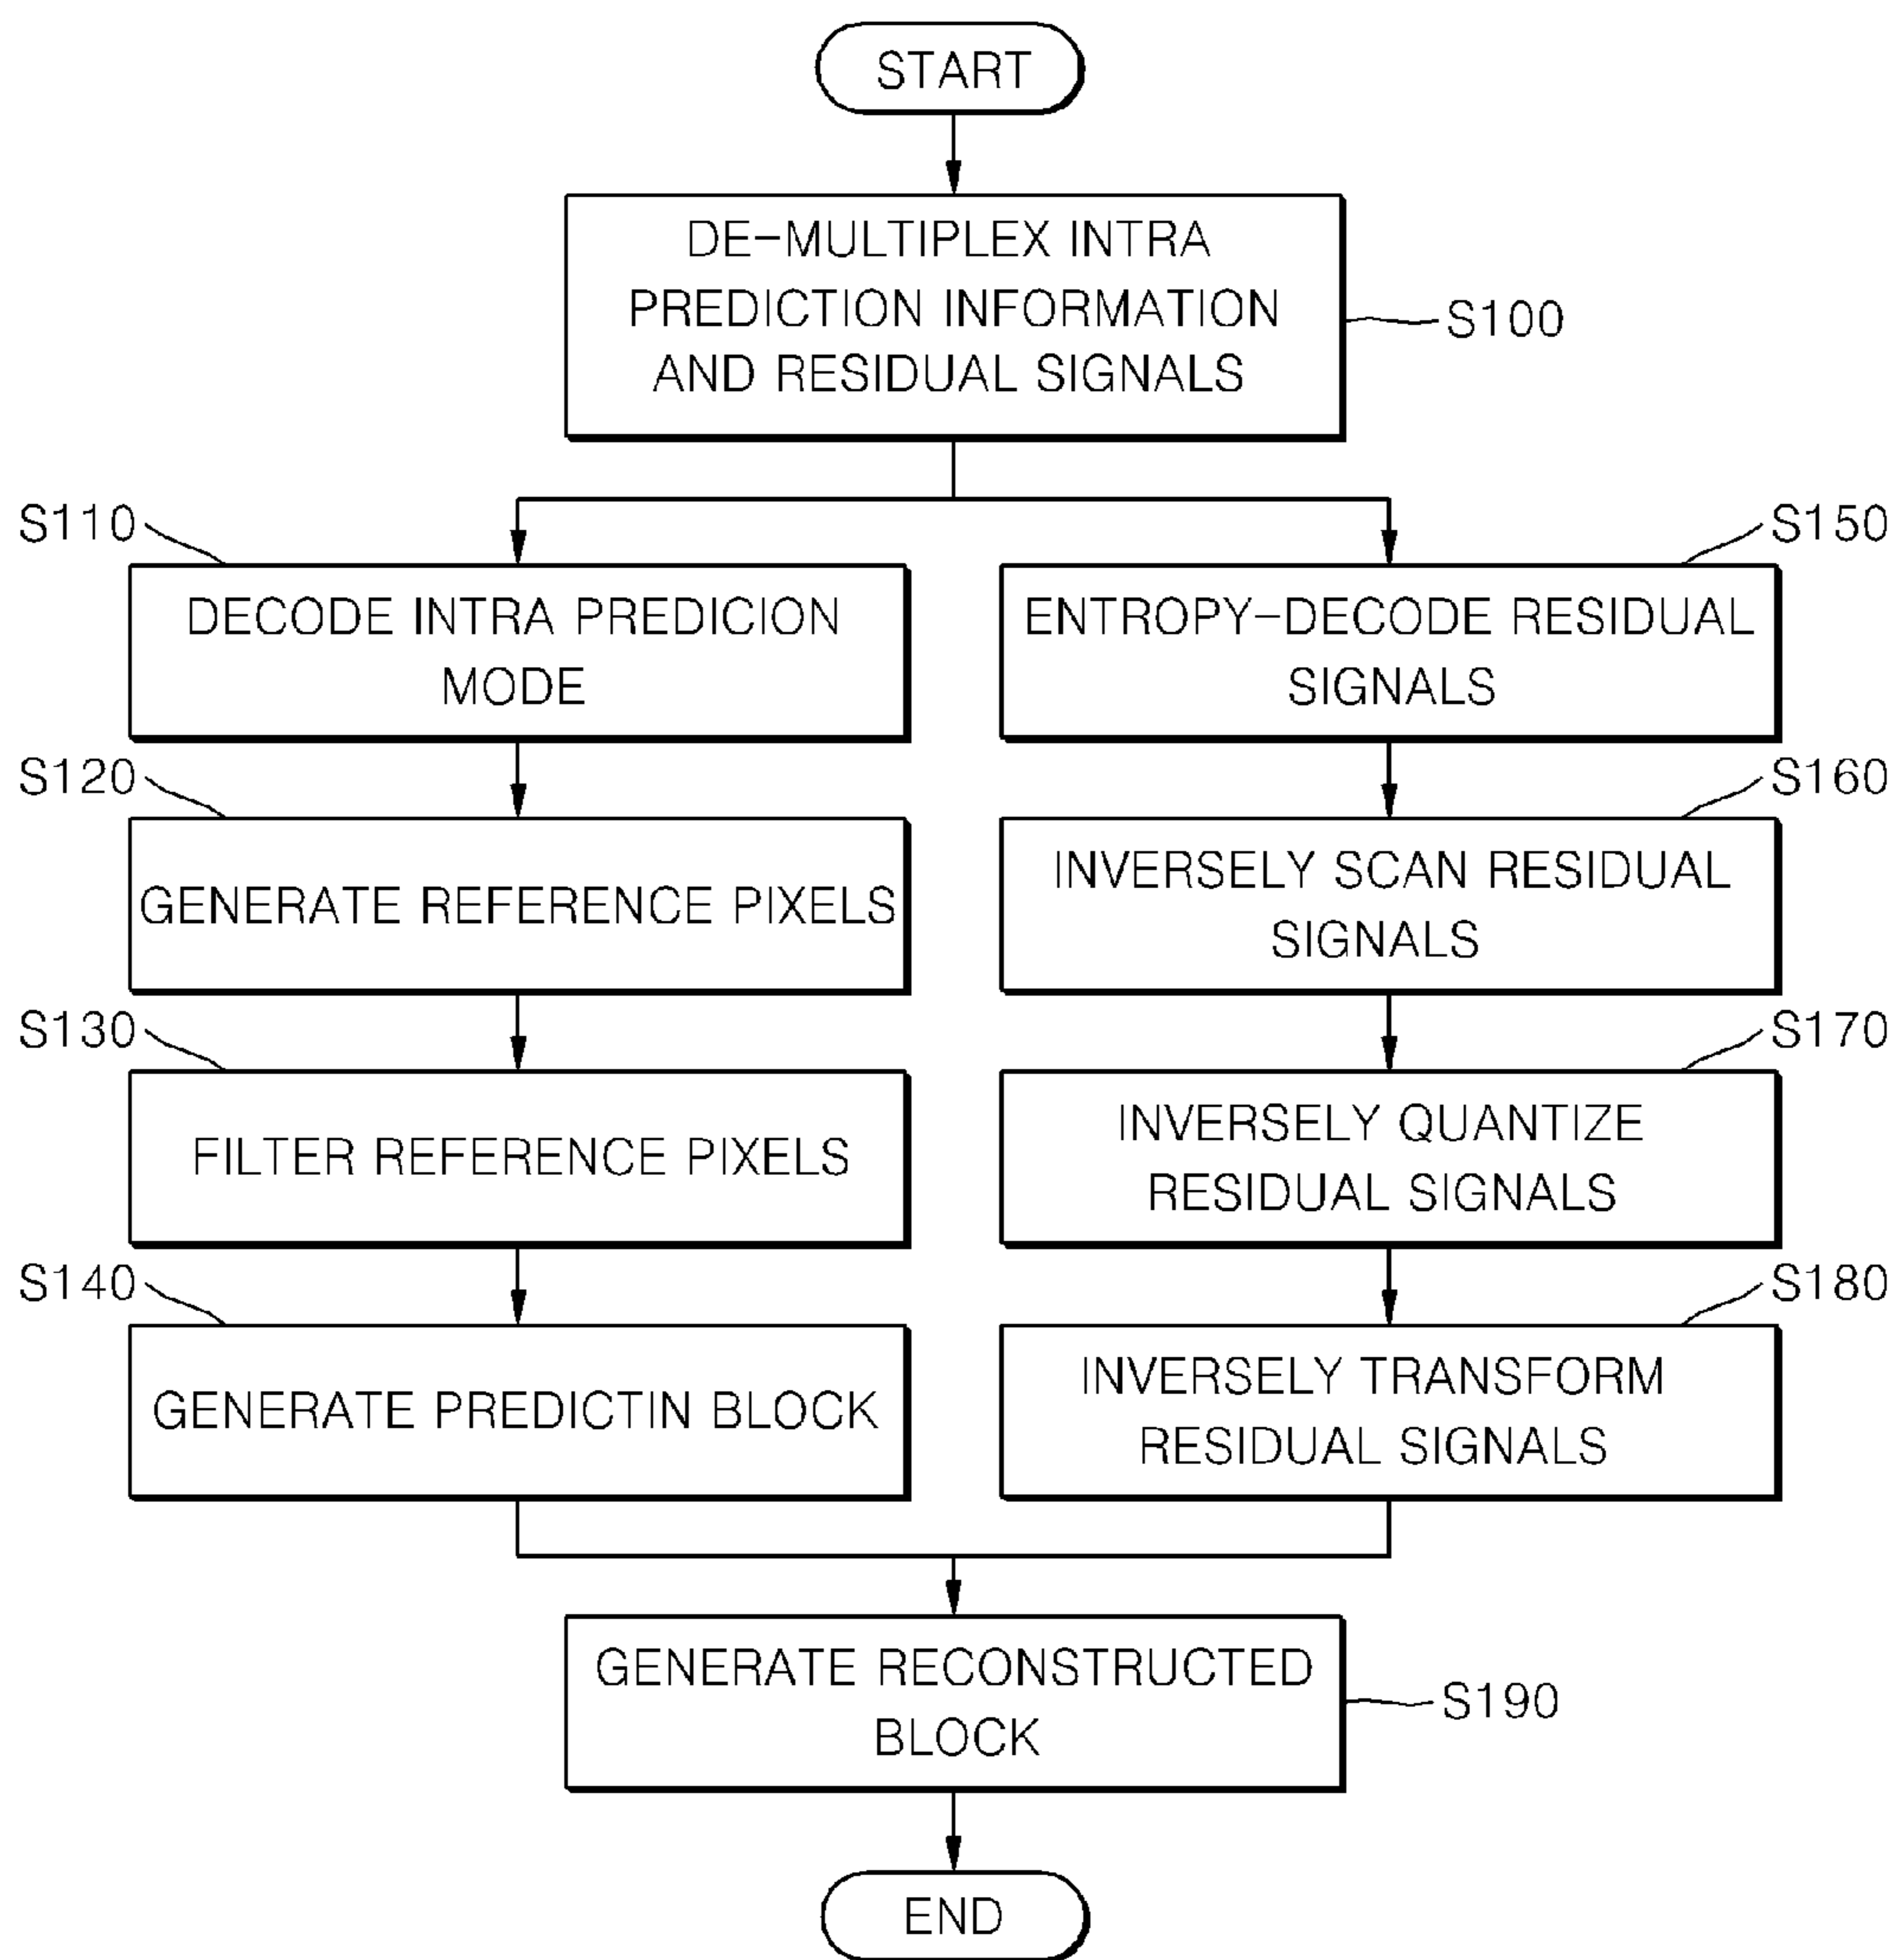 START
DE-MULTIPLEX INTRA
PREDICTION INFORMATION
AND RESIDUAL SIGNALS
S100
S110
DECODE INTRA PREDICION
MODE
S150
ENTROPY-DECODE RESIDUAL
SIGNALS
S120
GENERATE REFERENCE PIXELS
S160
INVERSELY SCAN RESIDUAL
SIGNALS
S130
FILTER REFERENCE PIXELS
S170
INVERSELY QUANTIZE
RESIDUAL SIGNALS
S140
GENERATE PREDICTIN BLOCK
S180
INVERSELY TRANSFORM
RESIDUAL SIGNALS
GENERATE RECONSTRUCTED
BLOCK
S190
END